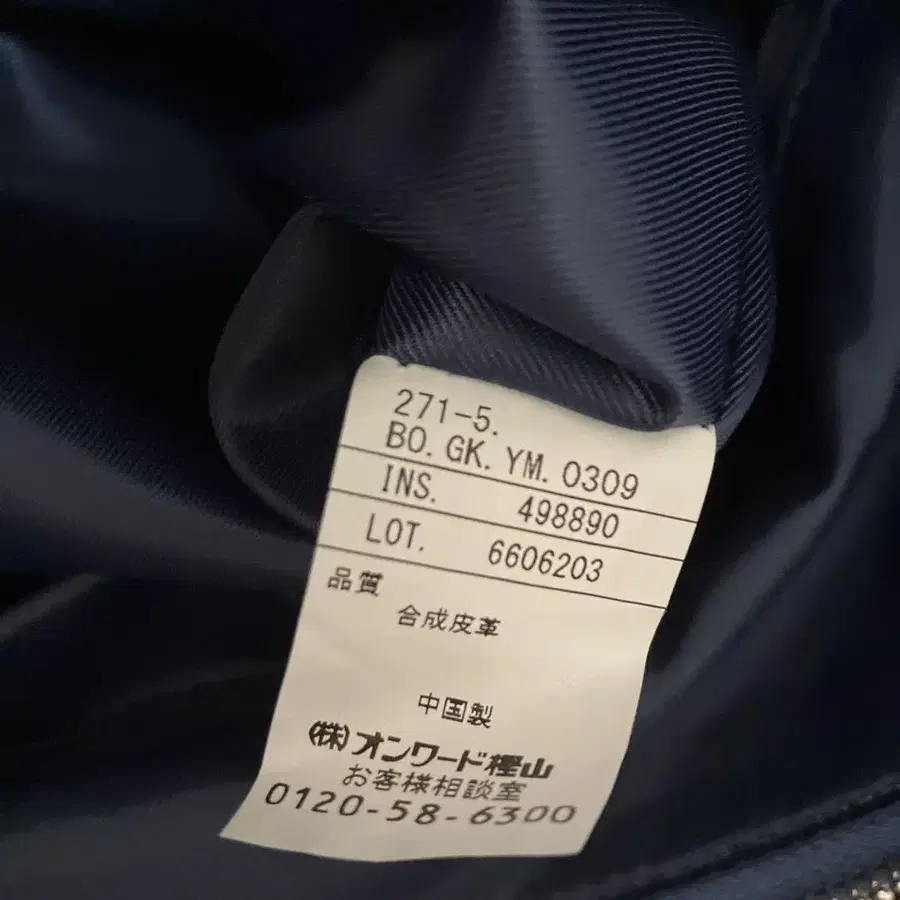 271-5.
BO. GK. YM. 0309
INS. 498890
LOT. 6606203
品質
合成皮革
中国製
(株)オンワード樫山
お客様相談室
0120-58-6300